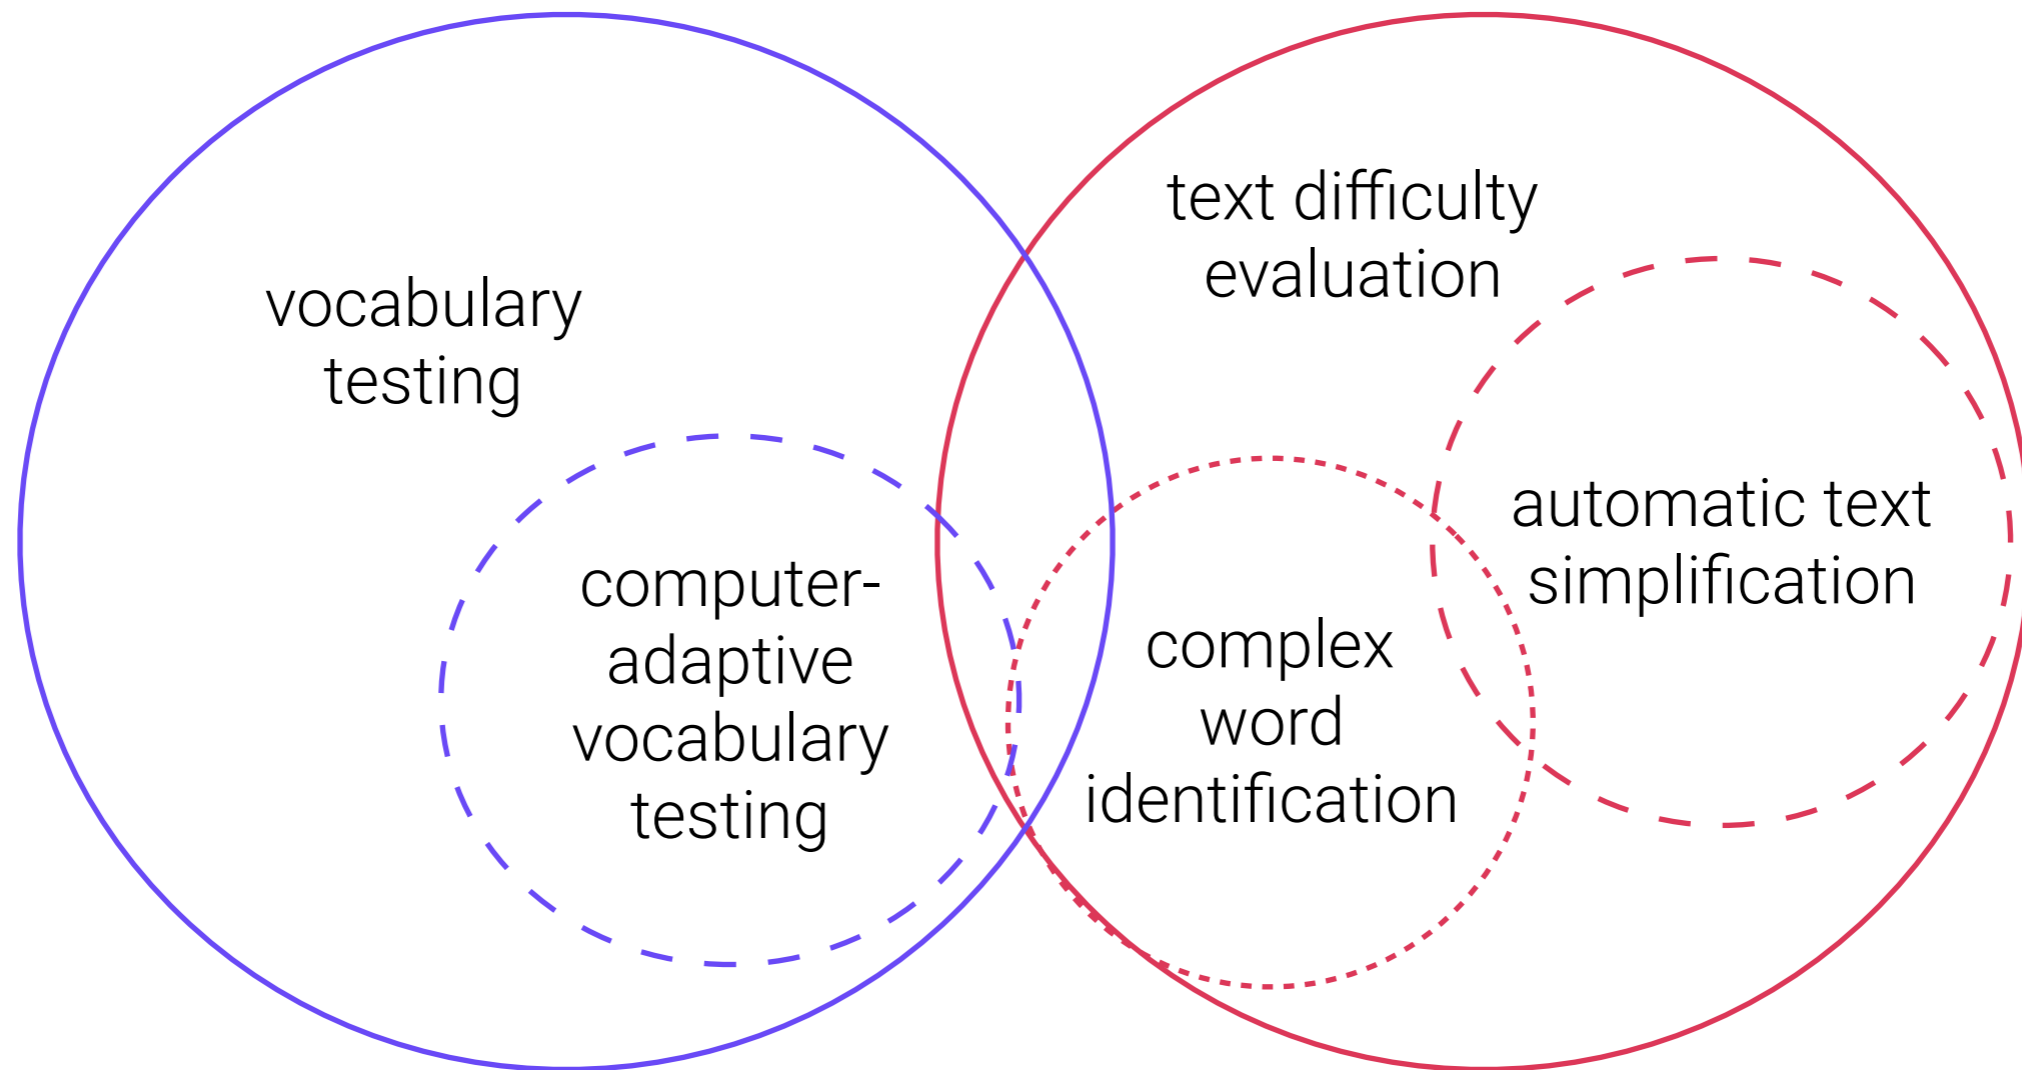 vocabulary
testing
computer-
adaptive
vocabulary
testing
text difficulty
evaluation
complex
word
identification
automatic text
simplification